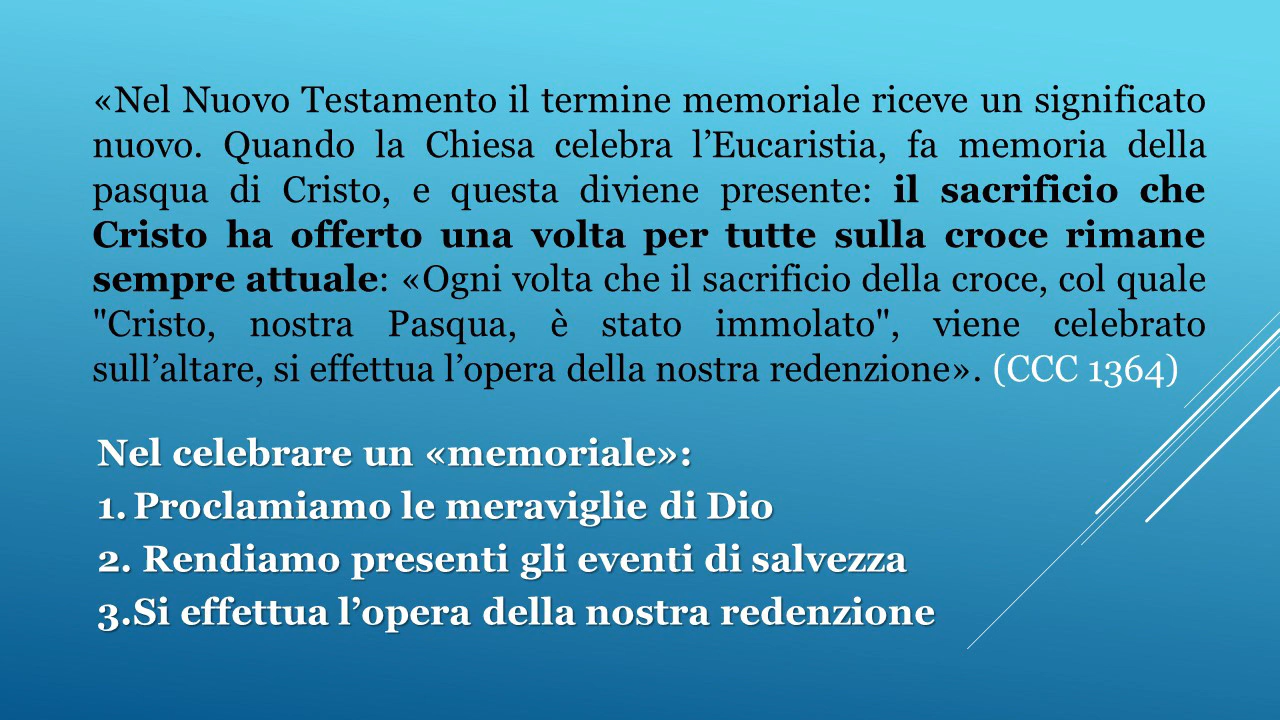 «Nel Nuovo Testamento il termine memoriale riceve un significato
nuovo. Quando la Chiesa celebra l’Eucaristia, fa memoria della
pasqua di Cristo, e questa diviene presente: il sacrificio che
Cristo ha offerto una volta per tutte sulla croce rimane
sempre attuale: «Ogni volta che il sacrificio della croce, col quale
"Cristo, nostra Pasqua, è stato immolato", viene celebrato
sull’altare, si effettua l’opera della nostra redenzione». (CCC 1364)
Nel celebrare un «memoriale»:
1. Proclamiamo le meraviglie di Dio
2. Rendiamo presenti gli eventi di salvezza
3.Si effettua l’opera della nostra redenzione